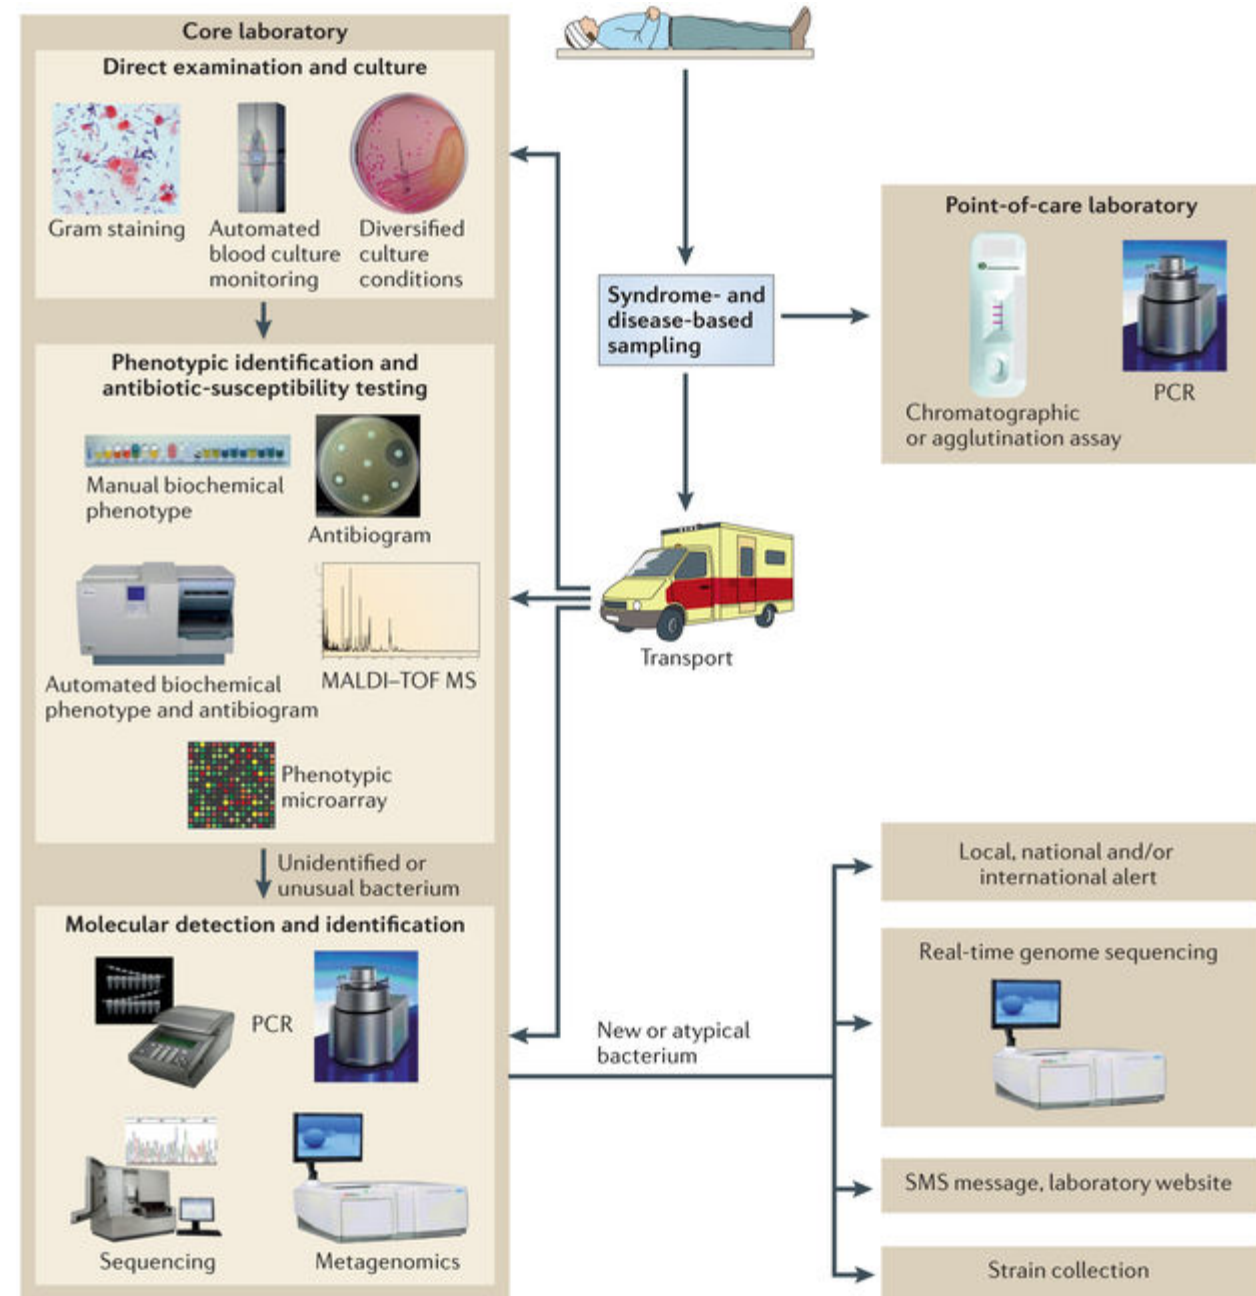 Core laboratory
Direct examination and culture
Gram staining
Automated
blood culture
monitoring
Diversified
culture
conditions
Phenotypic identification and
antibiotic-susceptibility testing
Manual biochemical
phenotype
Antibiogram
Automated biochemical
phenotype and antibiogram
MALDI–TOF MS
Phenotypic
microarray
Unidentified or
unusual bacterium
Molecular detection and identification
PCR
Sequencing
Metagenomics
Syndrome- and
disease-based
sampling
Transport
New or atypical
bacterium
Point-of-care laboratory
Chromatographic
or agglutination assay
PCR
Local, national and/or
international alert
Real-time genome sequencing
SMS message, laboratory website
Strain collection